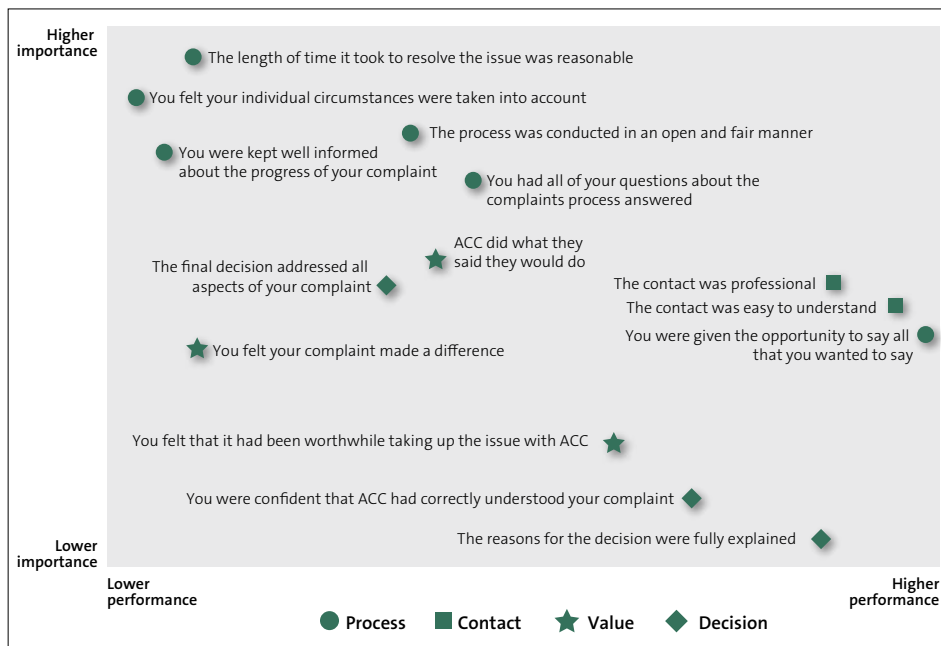 Higher
importance
The length of time it took to resolve the issue was reasonable
You felt your individual circumstances were taken into account
The process was conducted in an open and fair manner
You were kept well informed
about the progress of your complaint
You had all of your questions about the
complaints process answered
ACC did what they
said they would do
The final decision addressed all
aspects of your complaint
The contact was professional
The contact was easy to understand
You were given the opportunity to say all
that you wanted to say
You felt your complaint made a difference
You felt that it had been worthwhile taking up the issue with ACC
You were confident that ACC had correctly understood your complaint
The reasons for the decision were fully explained
Lower
importance
Lower
performance
Higher
performance
Process
Contact
Value
Decision